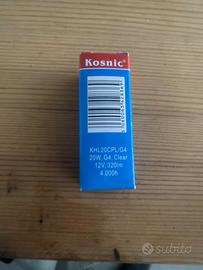 Kosnic®
KHL20CPL/G4
20W, G4, Clear
12V, 320lm
4.000h
subito